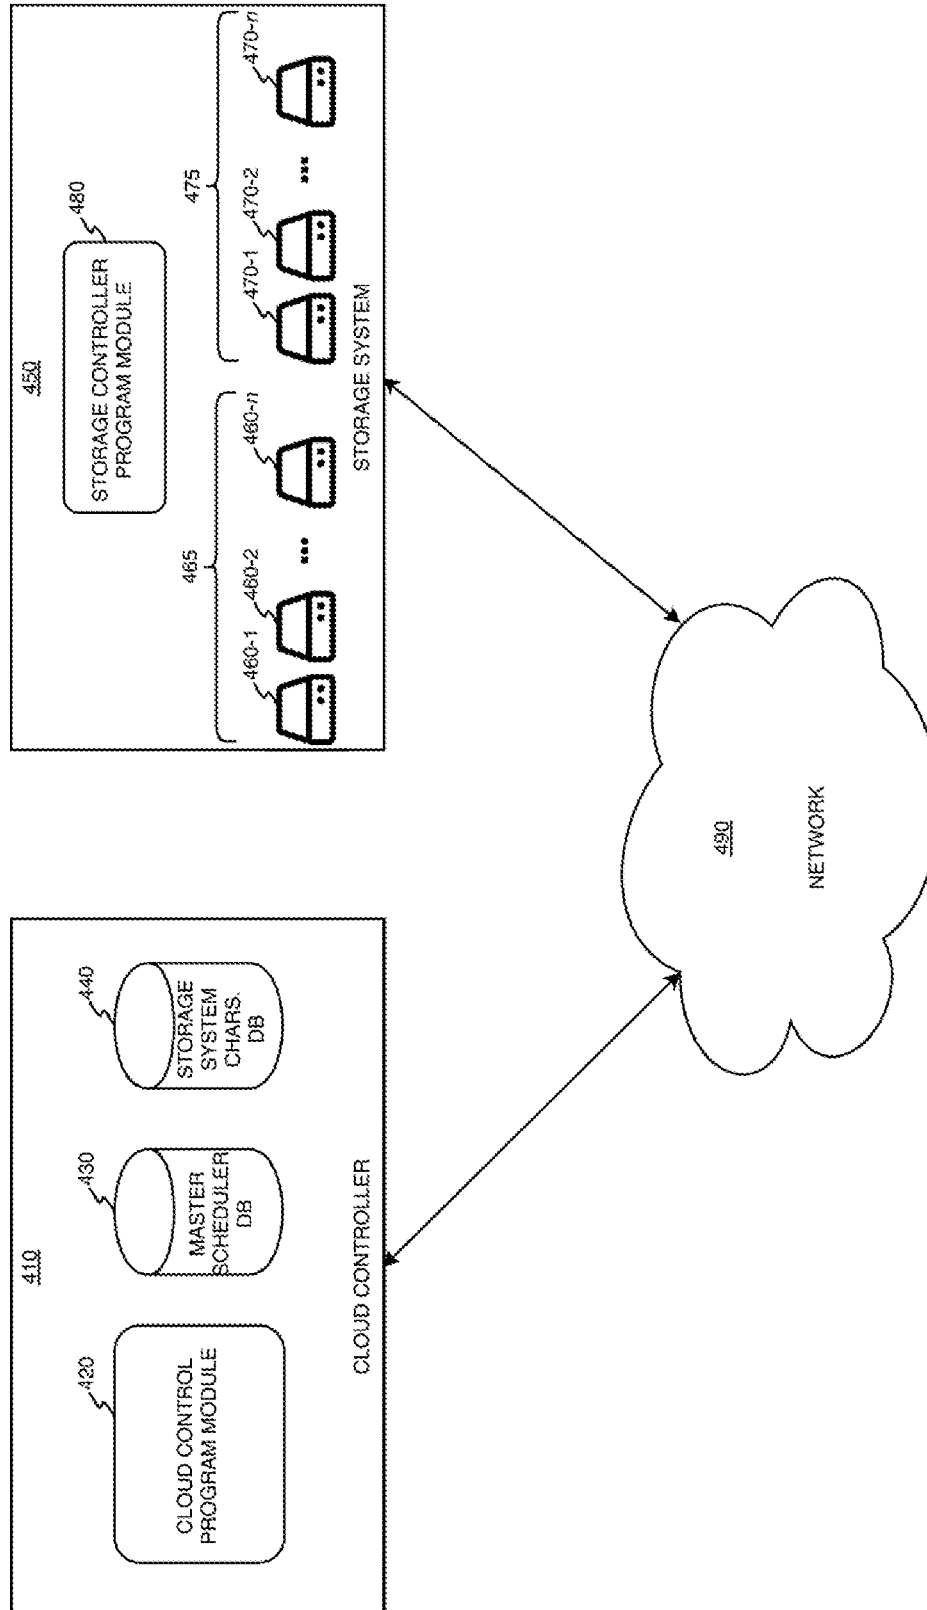 410
420
CLOUD CONTROL
PROGRAM MODULE
430
MASTER
SCHEDULER
DB
440
STORAGE
SYSTEM
CHARS.
DB
CLOUD CONTROLLER
450
480
STORAGE CONTROLLER
PROGRAM MODULE
465
475
460-1
460-2
460-n
470-1
470-2
470-n
STORAGE SYSTEM
490
NETWORK